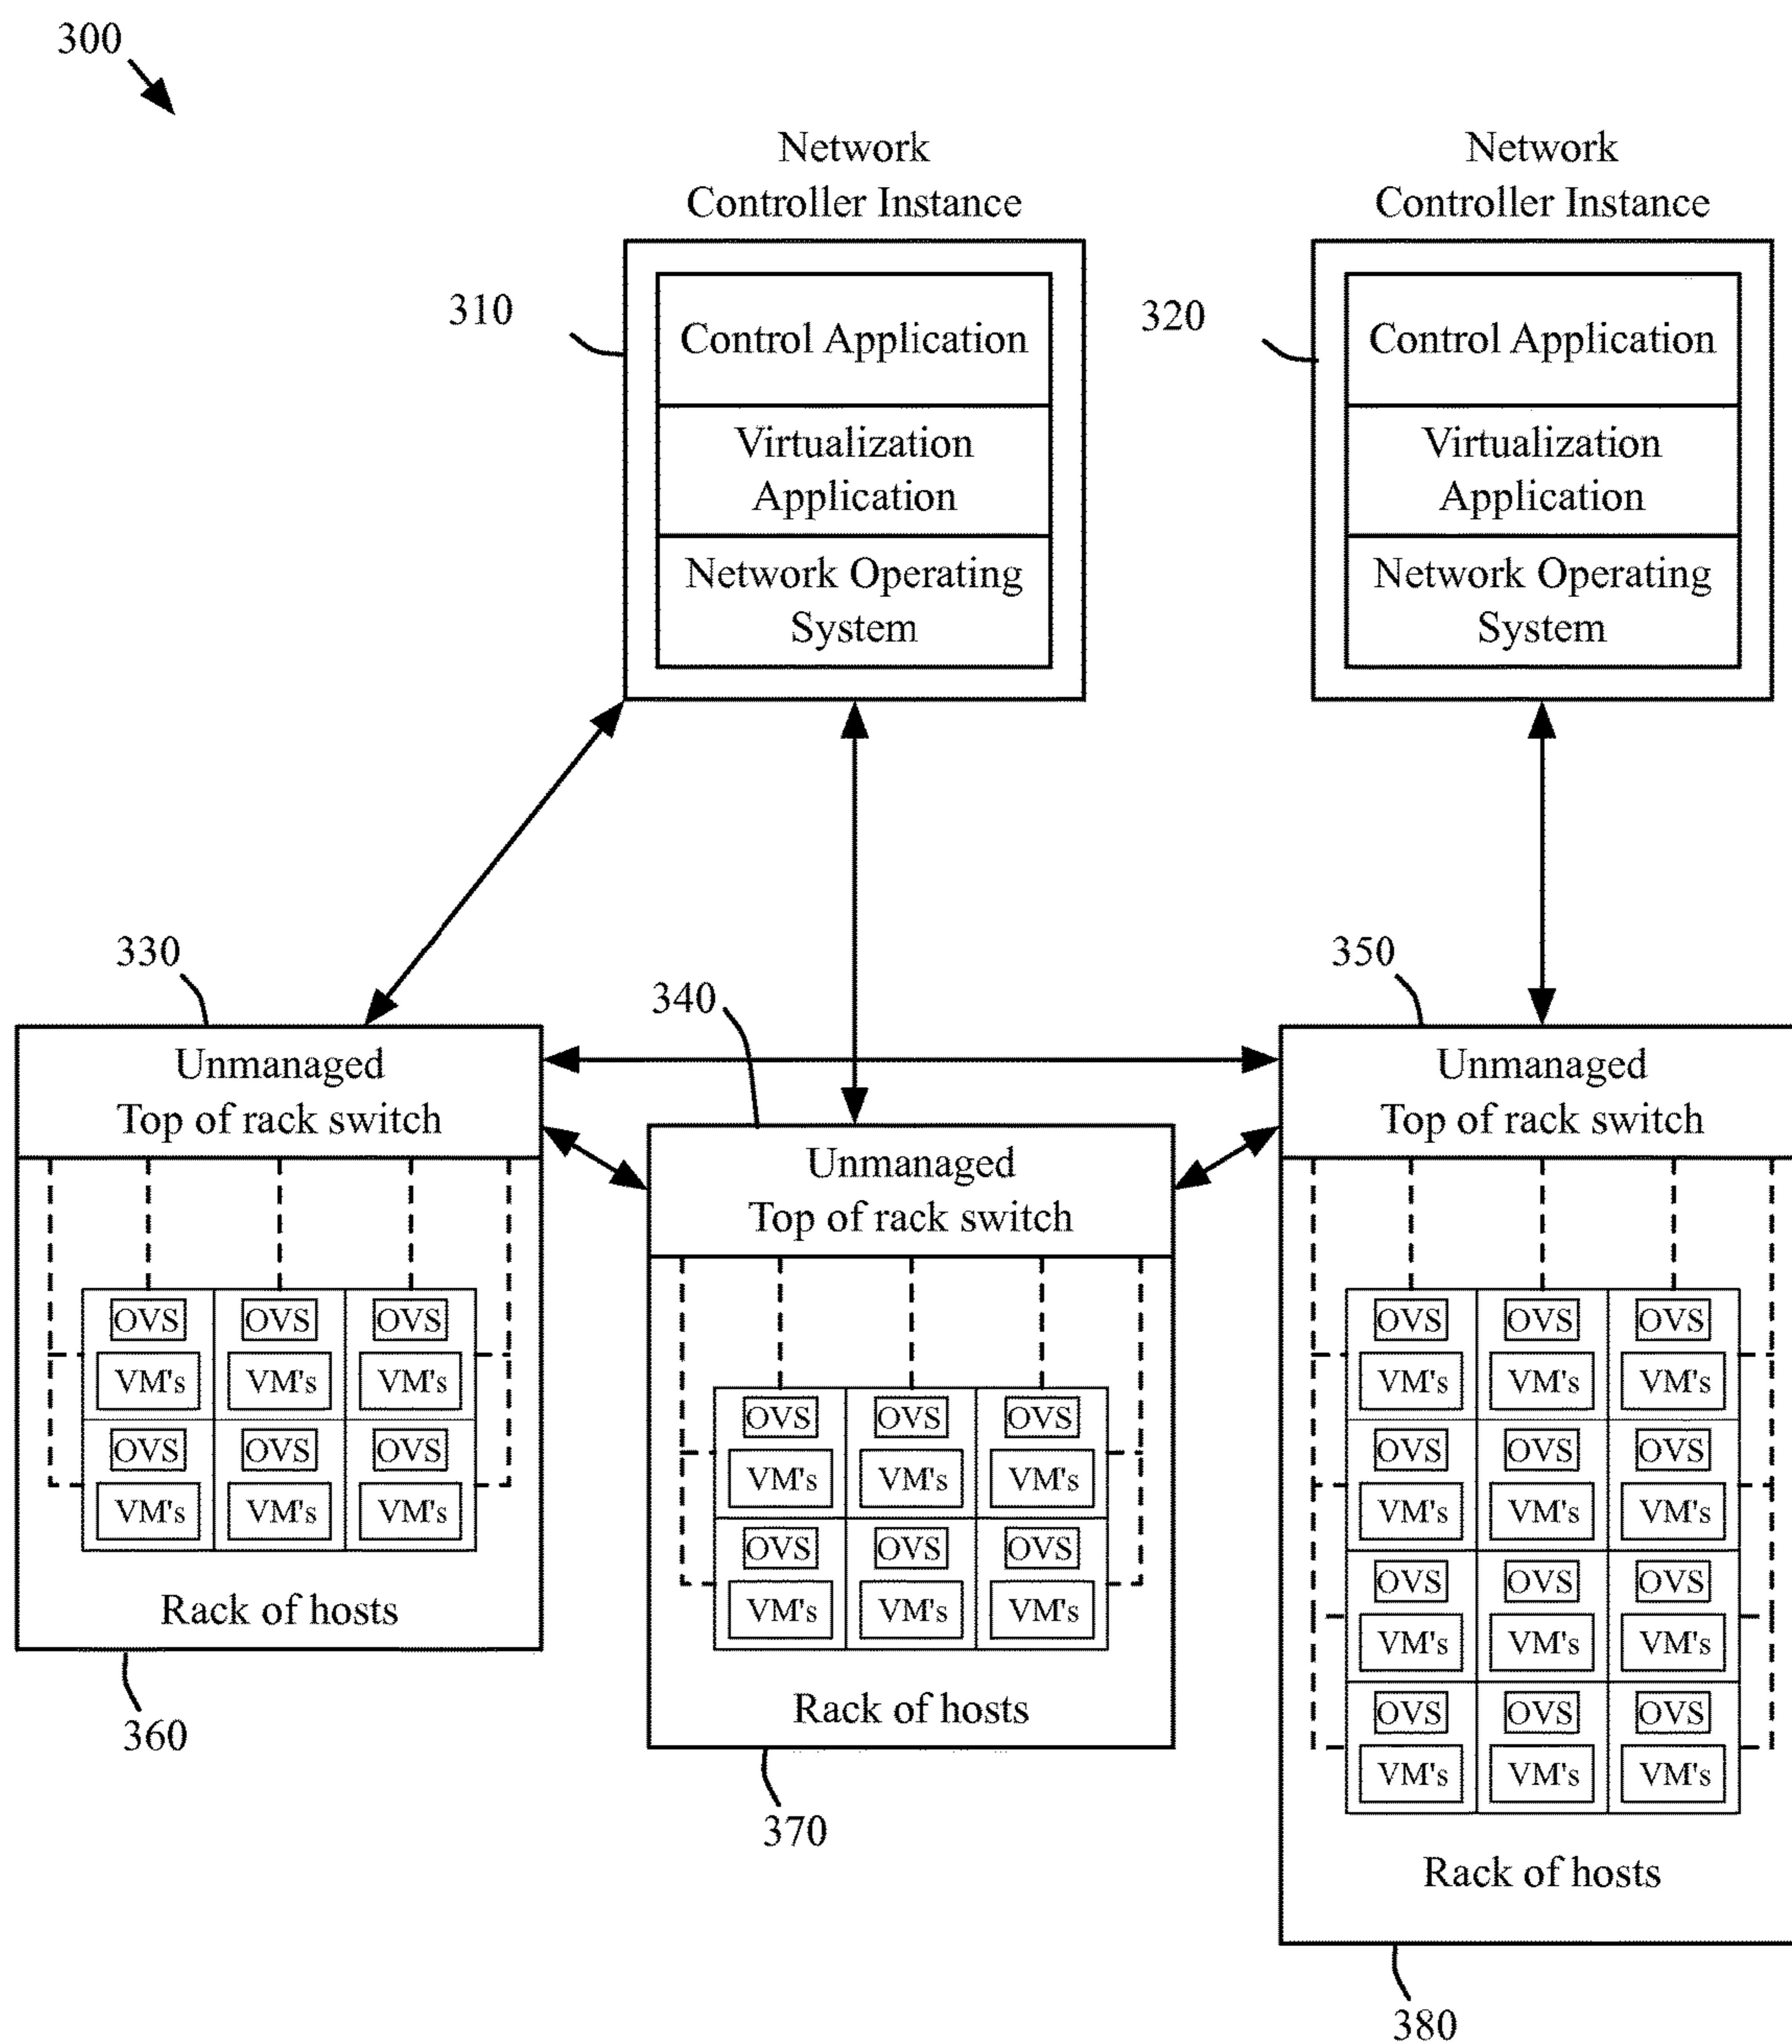 300
Network
Controller Instance
310
Control Application
Virtualization
Application
Network Operating
System
Network
Controller Instance
320
Control Application
Virtualization
Application
Network Operating
System
330
Unmanaged
Top of rack switch
OVS OVS OVS
VM's VM's VM's
OVS OVS OVS
VM's VM's VM's
Rack of hosts
360
340
Unmanaged
Top of rack switch
OVS OVS OVS
VM's VM's VM's
OVS OVS OVS
VM's VM's VM's
Rack of hosts
370
350
Unmanaged
Top of rack switch
OVS OVS OVS
VM's VM's VM's
OVS OVS OVS
VM's VM's VM's
OVS OVS OVS
VM's VM's VM's
OVS OVS OVS
VM's VM's VM's
Rack of hosts
380